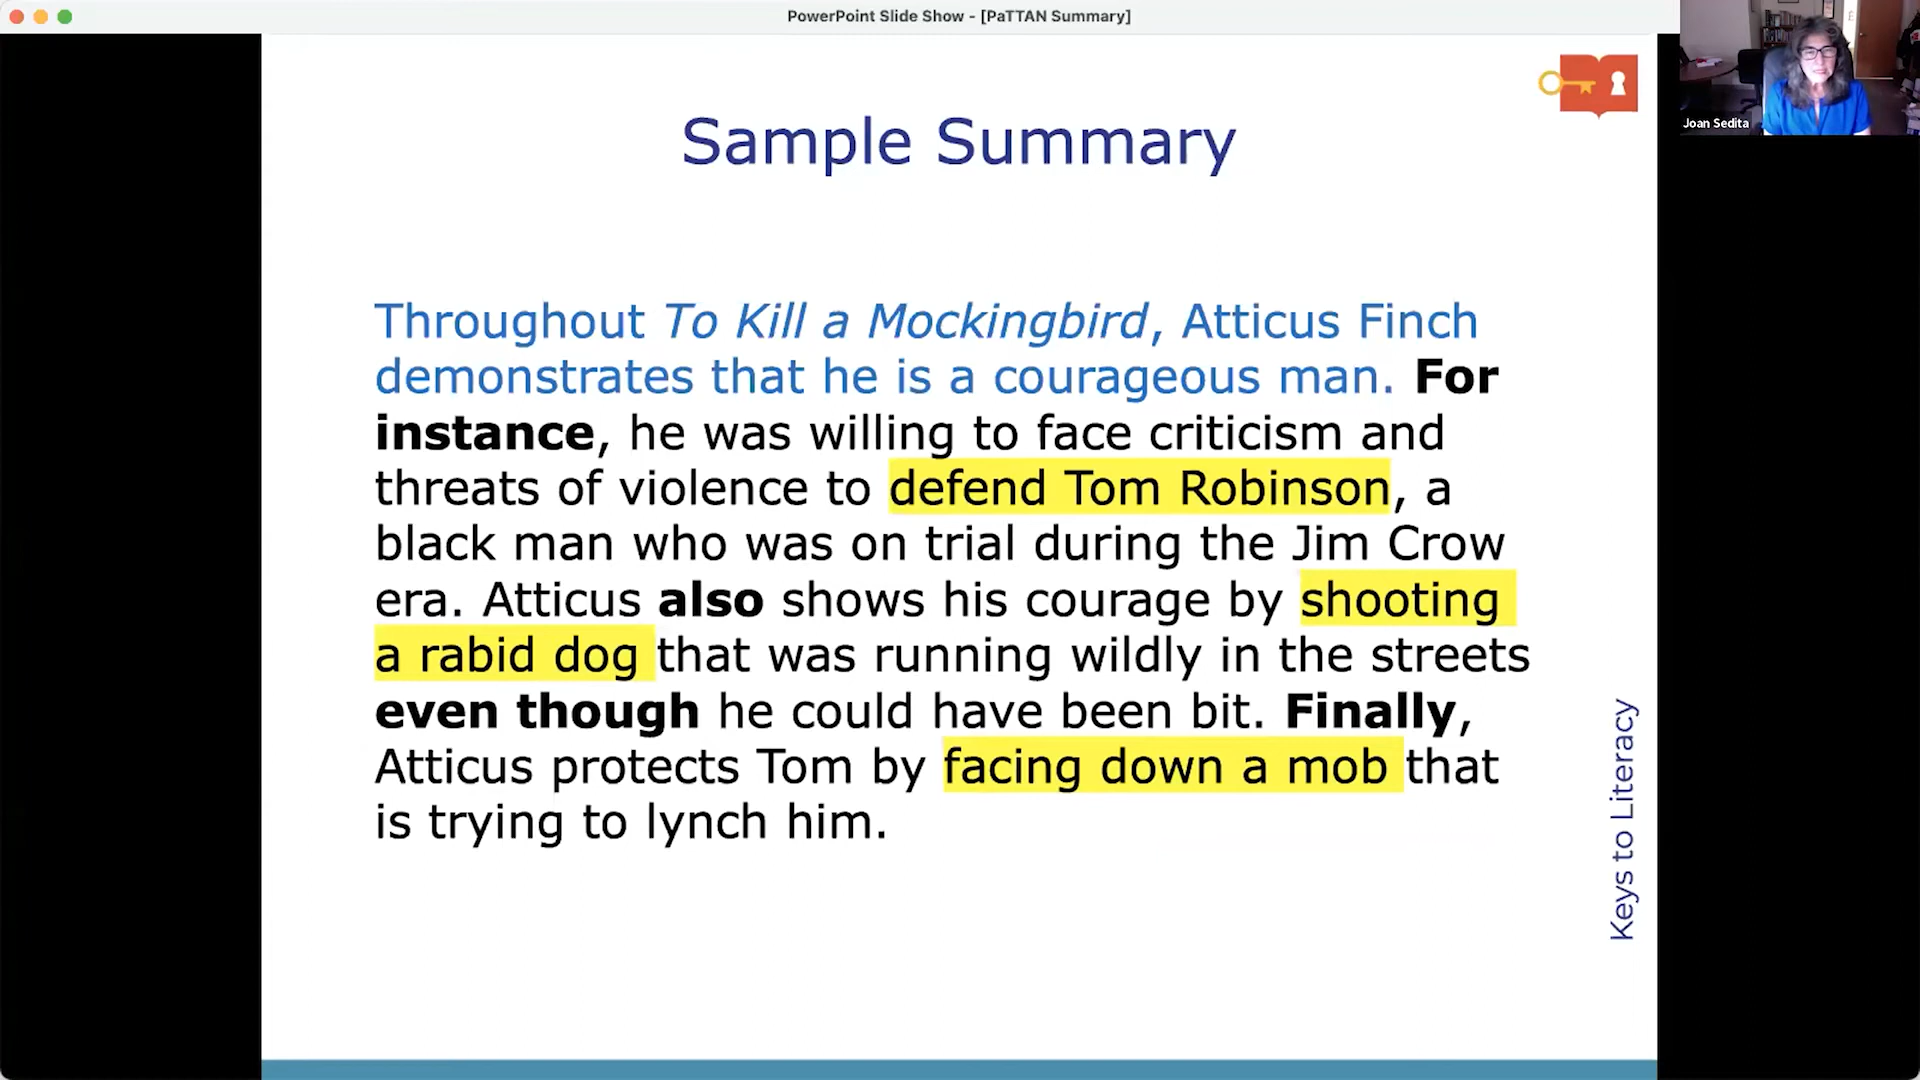 PowerPoint Slide Show - [PaTTAN Summary]
Joan Sedita
Sample Summary
Throughout To Kill a Mockingbird, Atticus Finch
demonstrates that he is a courageous man. For
instance, he was willing to face criticism and
threats of violence to defend Tom Robinson, a
black man who was on trial during the Jim Crow
era. Atticus also shows his courage by shooting
a rabid dog that was running wildly in the streets
even though he could have been bit. Finally,
Atticus protects Tom by facing down a mob that
is trying to lynch him.
Keys to Literacy